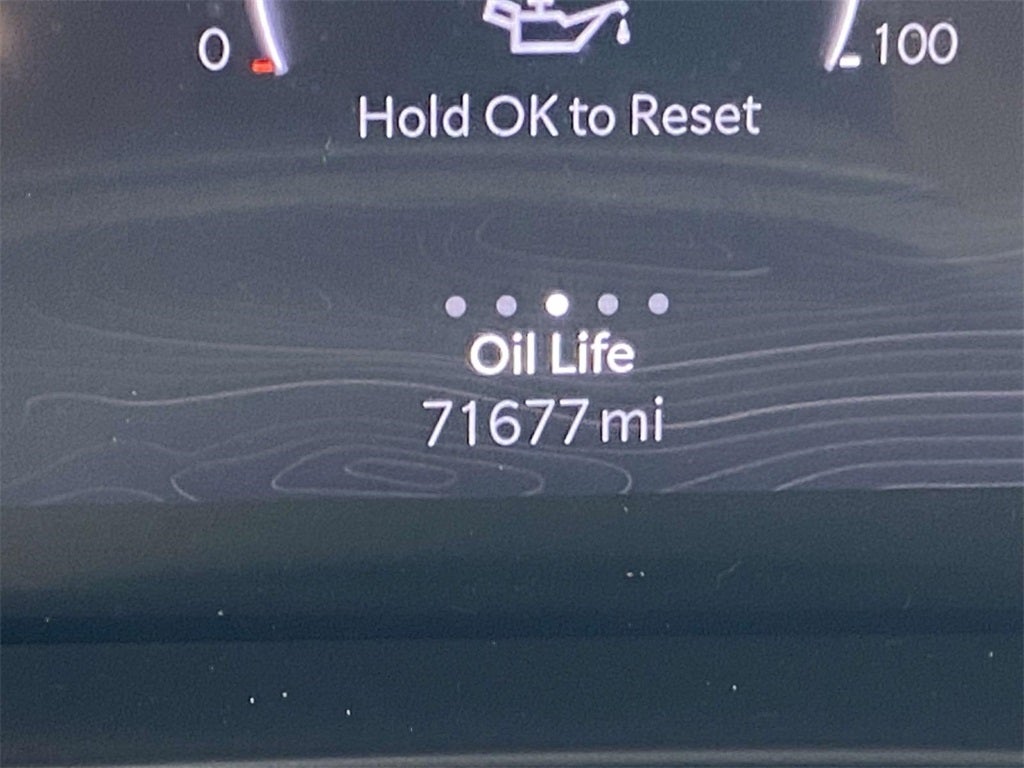 0 100
Hold OK to Reset
Oil Life
71677 mi